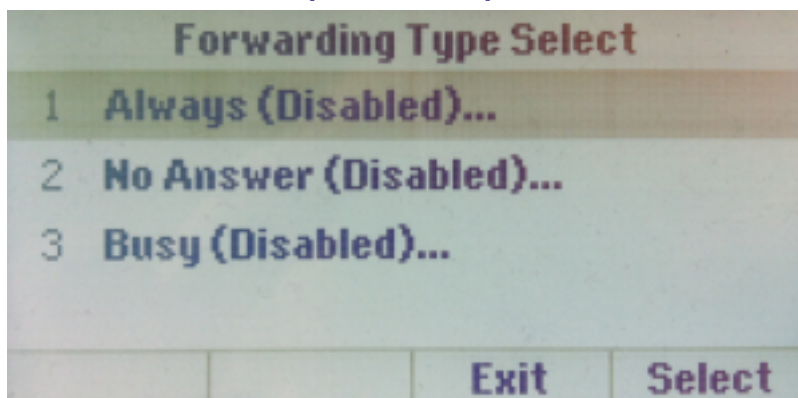 Forwarding Type Select
1 Always (Disabled)...
2 No Answer (Disabled)...
3 Busy (Disabled)...
Exit Select